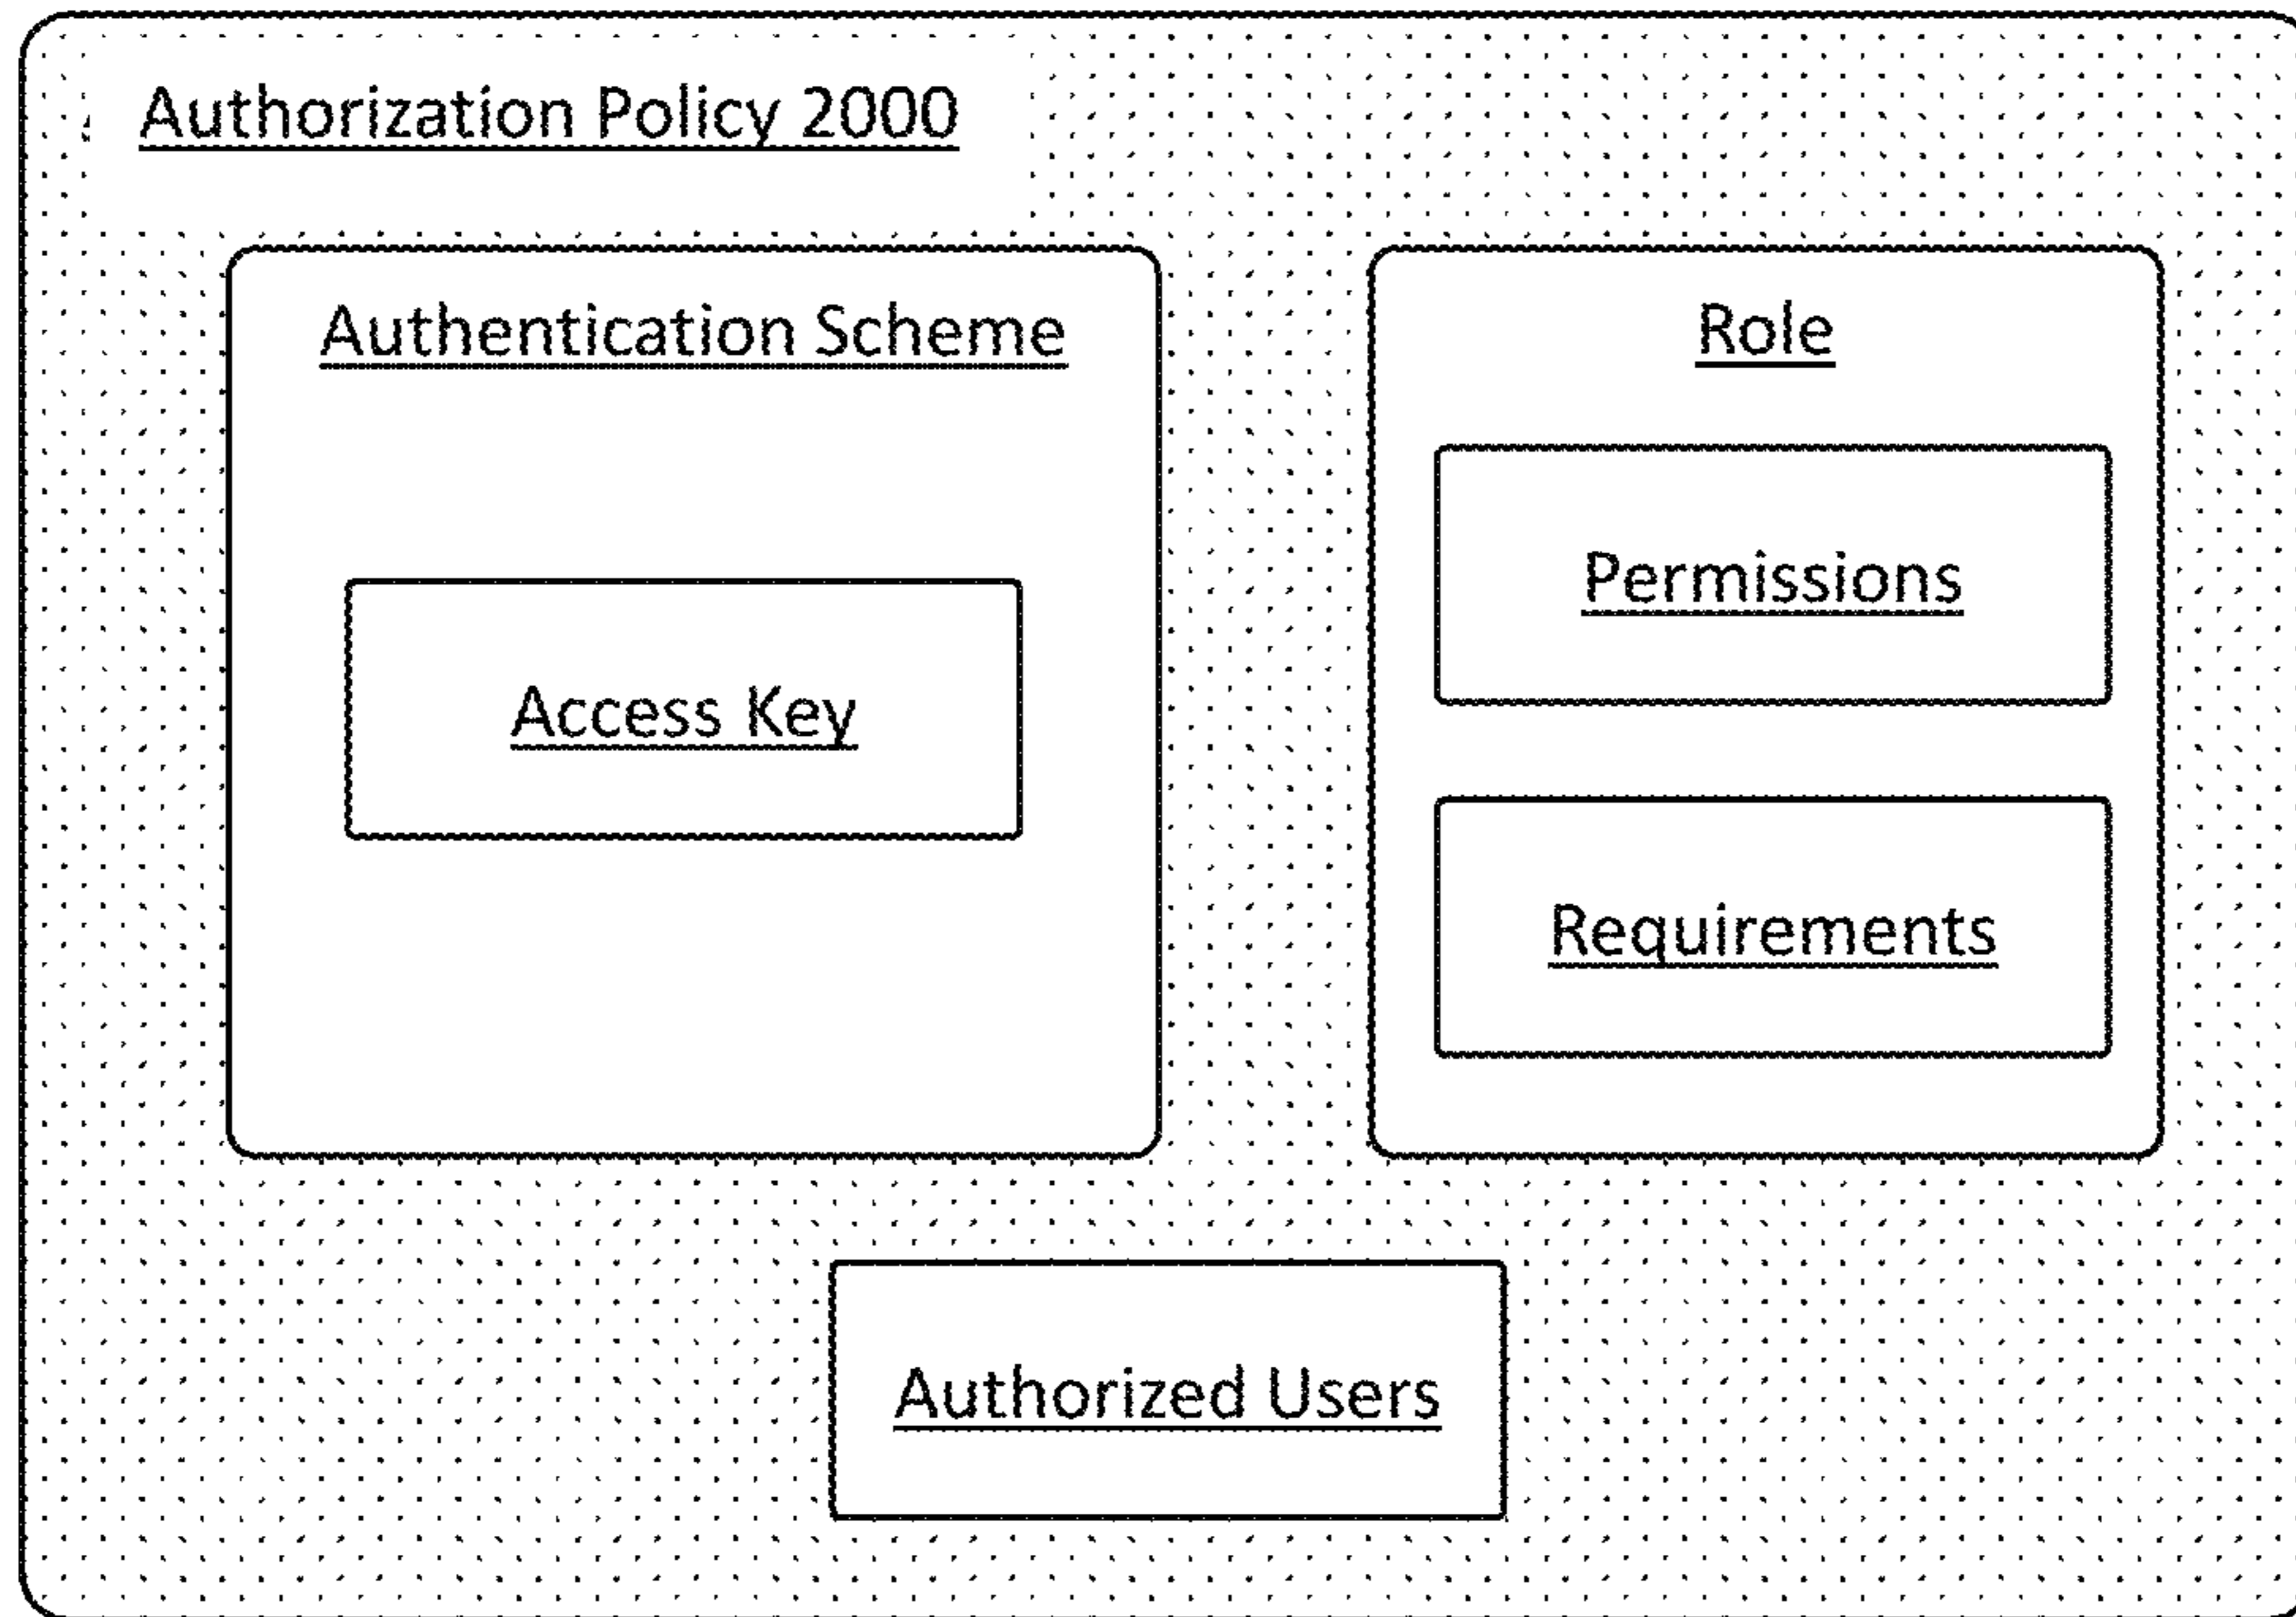 Authorization Policy 2000
Authentication Scheme
Access Key
Role
Permissions
Requirements
Authorized Users